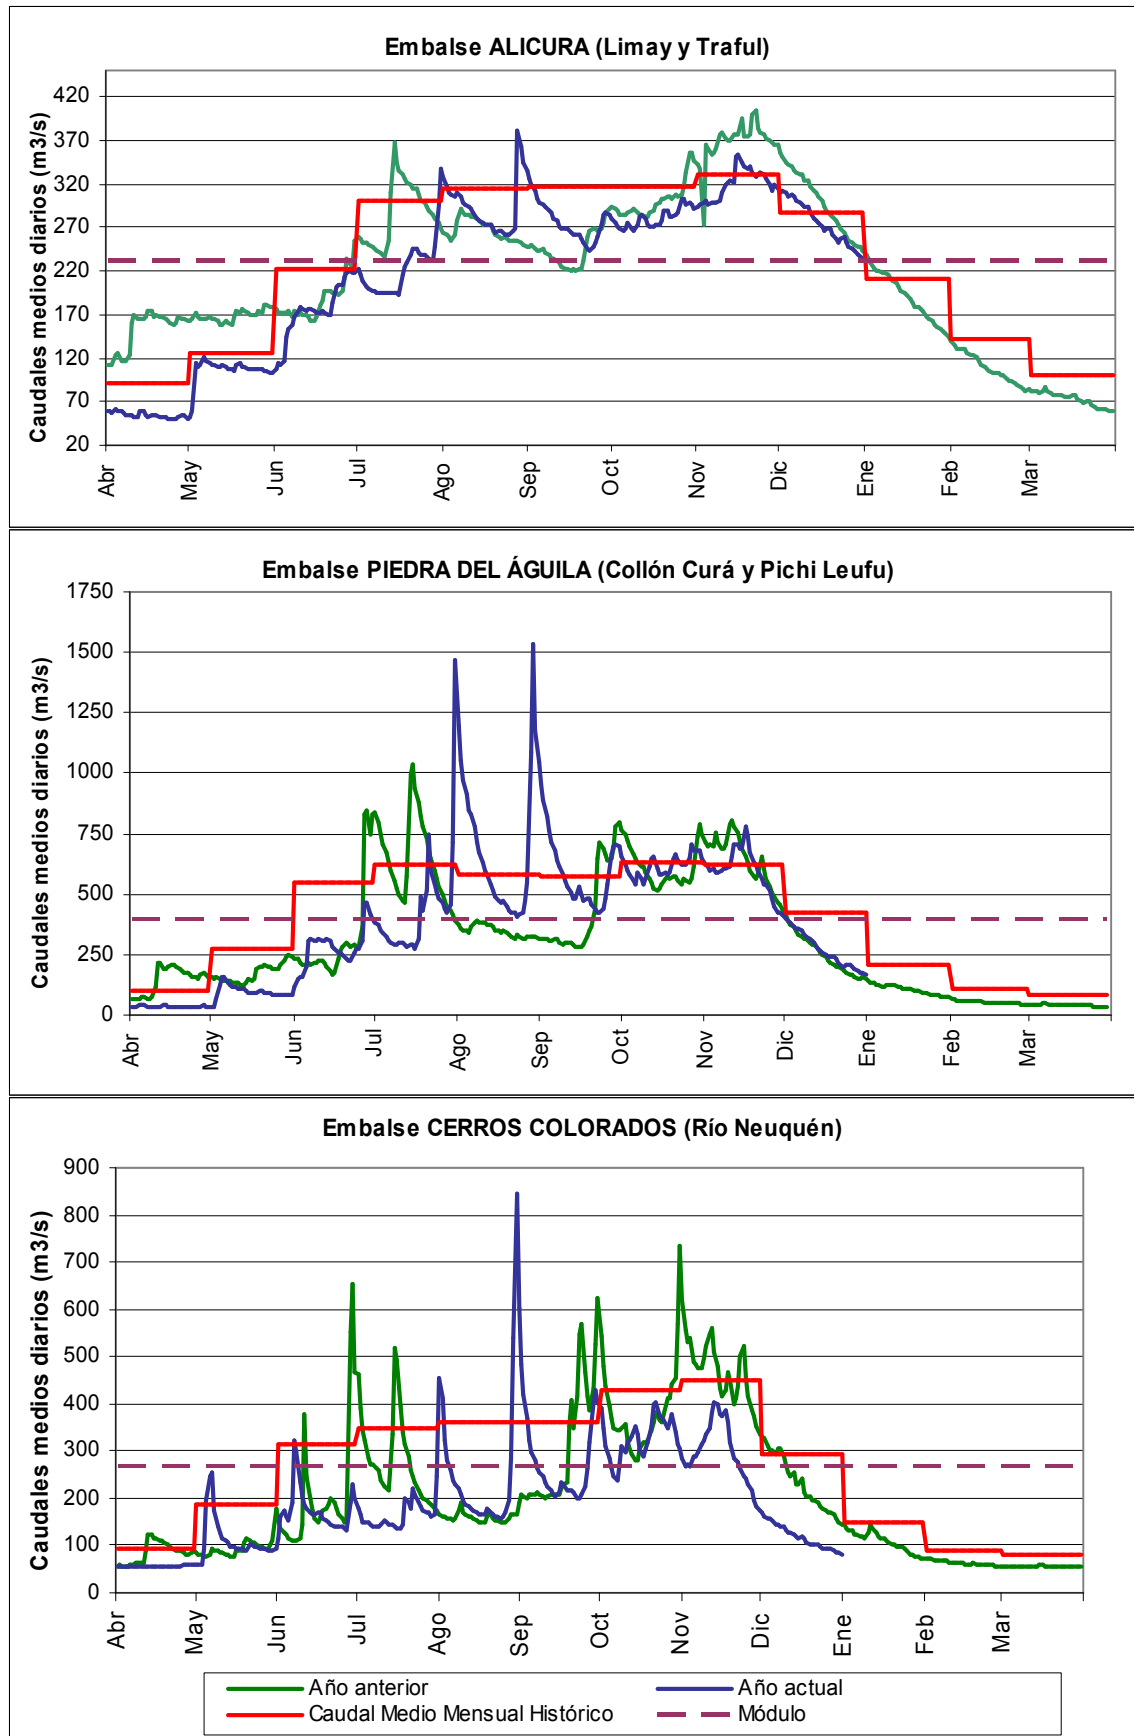 Embalse ALICURA (Limay y Traful)
Caudales medios diarios (m3/s)
420
370
320
270
220
170
120
70
20
Abr May Jun Jul Ago Sep Oct Nov Dic Ene Feb Mar
Embalse PIEDRA DEL ÁGUILA (Collón Curá y Pichi Leufu)
Caudales medios diarios (m3/s)
1750
1500
1250
1000
750
500
250
0
Abr May Jun Jul Ago Sep Oct Nov Dic Ene Feb Mar
Embalse CERROS COLORADOS (Río Neuquén)
Caudales medios diarios (m3/s)
900
800
700
600
500
400
300
200
100
0
Abr May Jun Jul Ago Sep Oct Nov Dic Ene Feb Mar
Año anterior Año actual
Caudal Medio Mensual Histórico Módulo